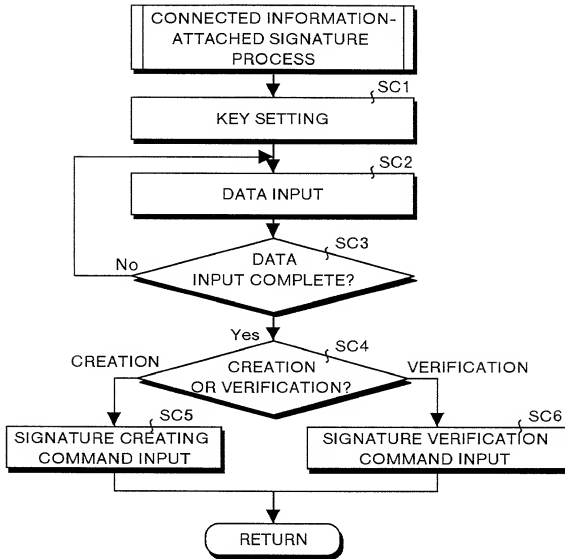 CONNECTED INFORMATION-
ATTACHED SIGNATURE
PROCESS
SC1
KEY SETTING
SC2
DATA INPUT
SC3
DATA
INPUT COMPLETE?
No
Yes
SC4
CREATION
CREATION
OR VERIFICATION?
VERIFICATION
SC5
SIGNATURE CREATING
COMMAND INPUT
SC6
SIGNATURE VERIFICATION
COMMAND INPUT
RETURN